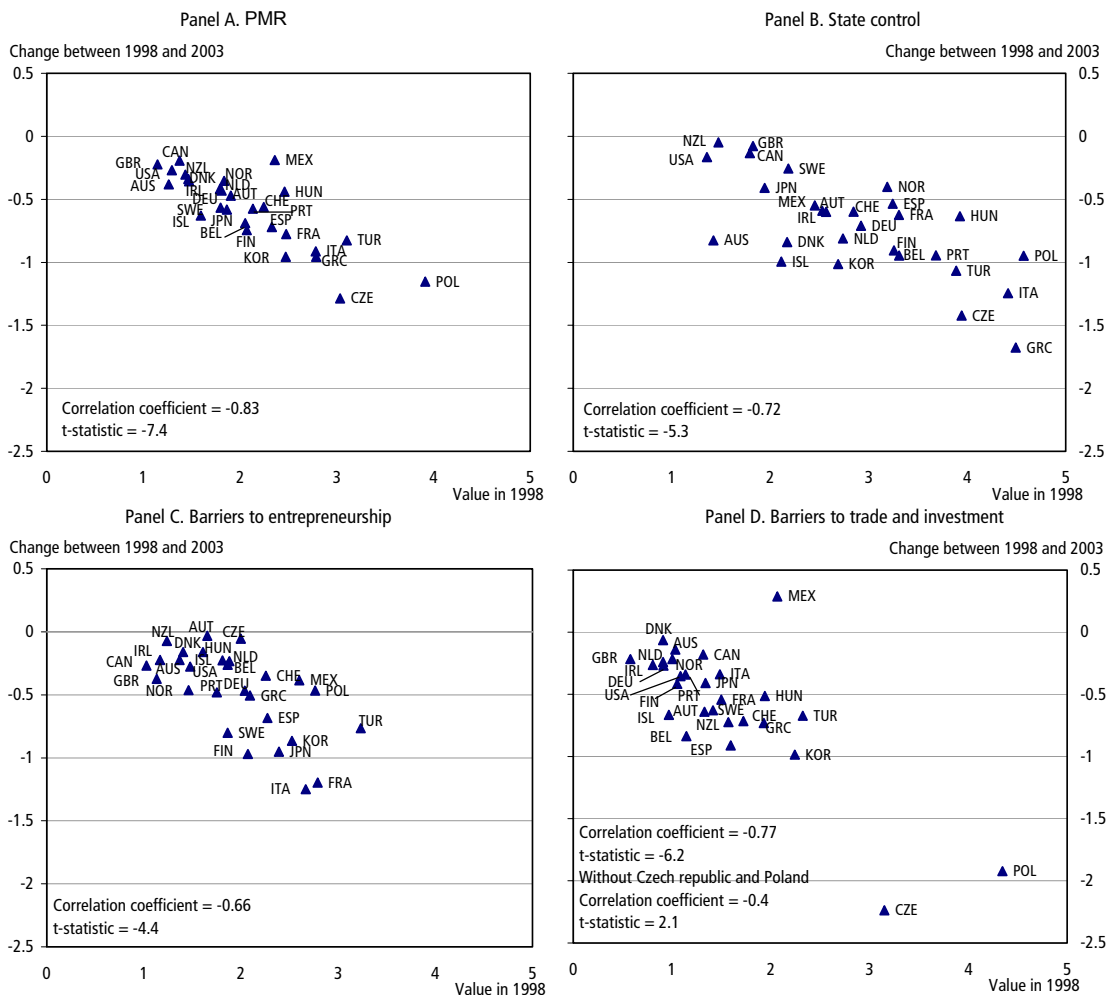 Panel A. PMR
Panel B. State control
Change between 1998 and 2003
Change between 1998 and 2003
0.5
0
-0.5
-1
-1.5
-2
-2.5
CAN
GBR
USA
NZL
DNK
AUS
IRL
NOR
NLD
DEU
AUT
SWE
ISL
JPN
BEL
FIN
CHE
PRT
ESP
MEX
HUN
FRA
KOR
ITA
GRC
TUR
CZE
POL
Correlation coefficient = -0.83
t-statistic = -7.4
0 1 2 3 4 5
Value in 1998
NZL
USA
GBR
CAN
SWE
JPN
MEX
AUT
IRL
CHE
NOR
ESP
FRA
HUN
AUS
DNK
NLD
DEU
FIN
BEL
PRT
POL
ISL
KOR
TUR
ITA
CZE
GRC
0.5
0
-0.5
-1
-1.5
-2
-2.5
Correlation coefficient = -0.72
t-statistic = -5.3
0 1 2 3 4 5
Value in 1998
Panel C. Barriers to entrepreneurship
Panel D. Barriers to trade and investment
Change between 1998 and 2003
Change between 1998 and 2003
0.5
0
-0.5
-1
-1.5
-2
-2.5
AUT
NZL
CZE
DNK
HUN
IRL
CAN
AUS
ISL
NLD
USA
BEL
GBR
NOR
PRT
DEU
GRC
CHE
MEX
POL
ESP
TUR
SWE
KOR
FIN
JPN
ITA
FRA
Correlation coefficient = -0.66
t-statistic = -4.4
0 1 2 3 4 5
Value in 1998
MEX
DNK
AUS
GBR
NLD
CAN
IRL
NOR
DEU
ITA
USA
JPN
FIN
PRT
FRA
HUN
ISL
AUT
SWE
NZL
CHE
GRC
TUR
BEL
ESP
KOR
POL
CZE
0.5
0
-0.5
-1
-1.5
-2
-2.5
Correlation coefficient = -0.77
t-statistic = -6.2
Without Czech republic and Poland
Correlation coefficient = -0.4
t-statistic = 2.1
0 1 2 3 4 5
Value in 1998